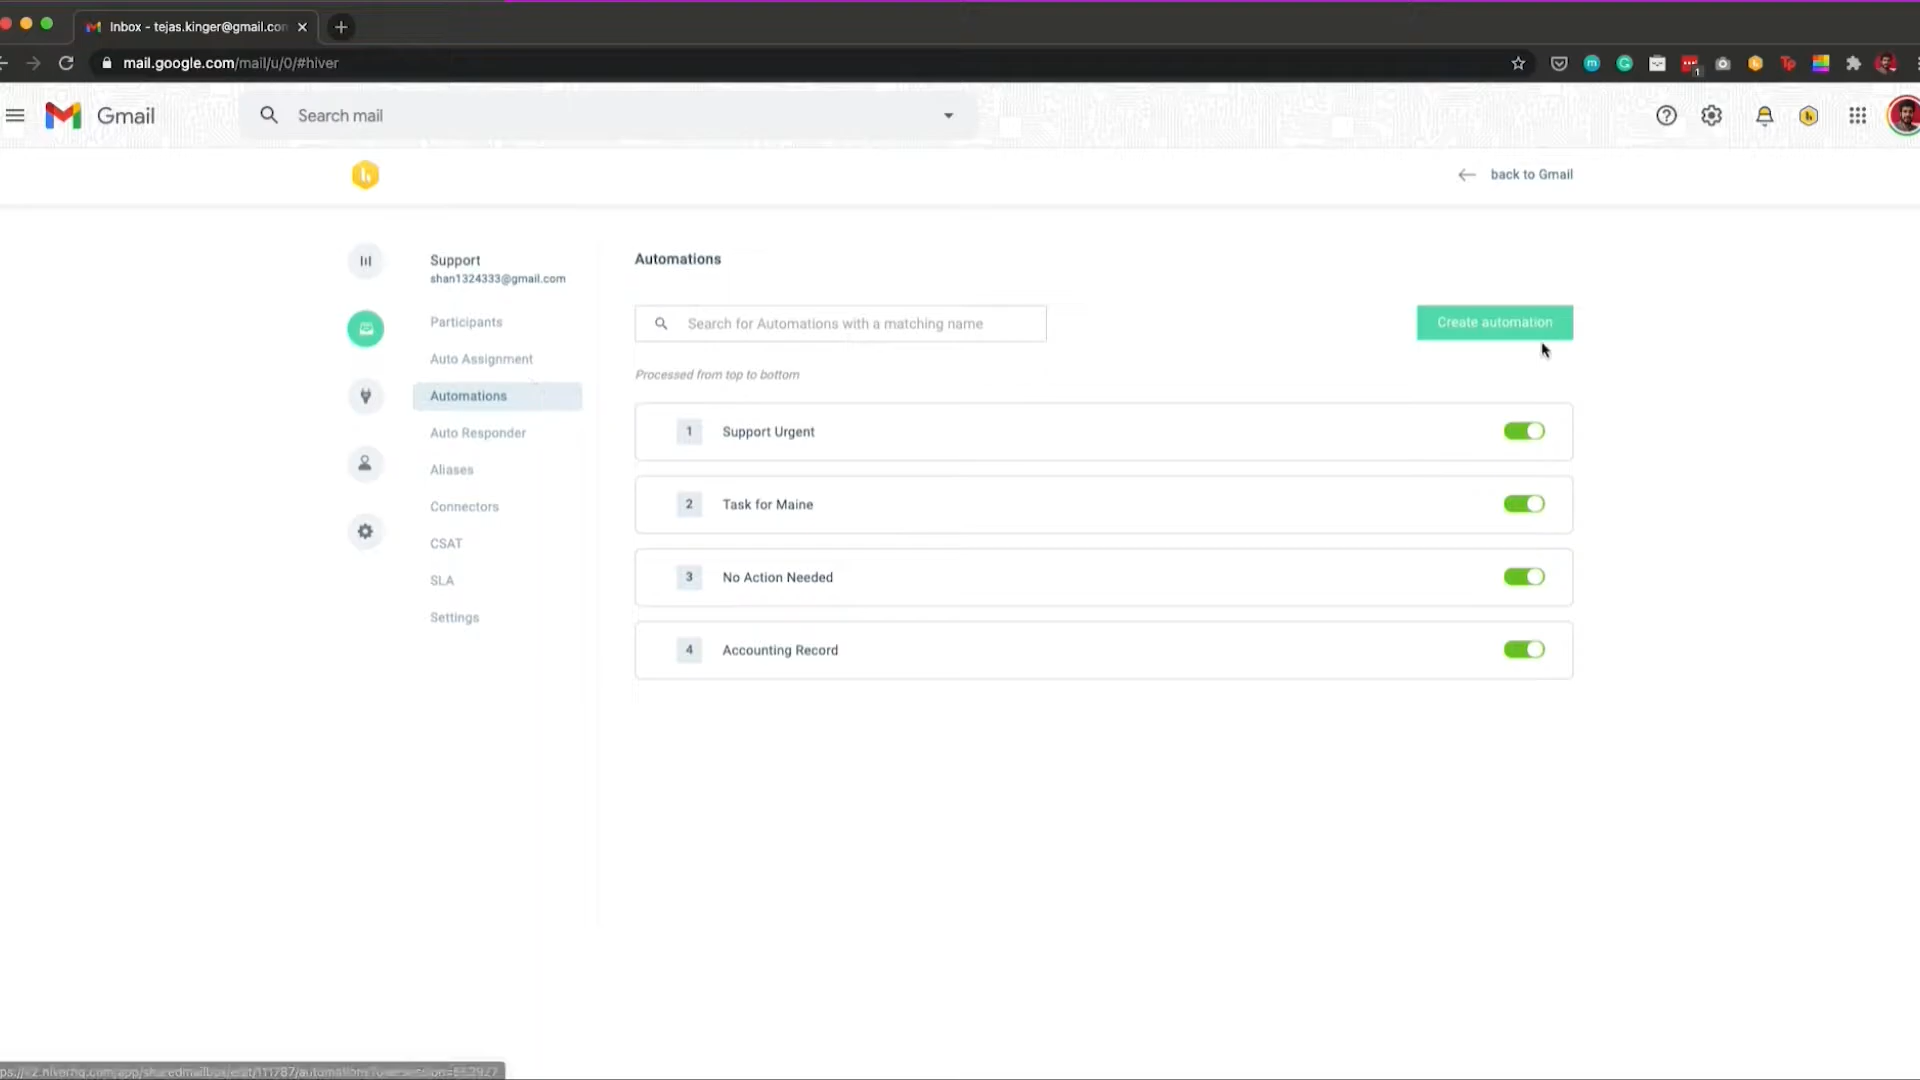 Inbox - tejas.kinger@gmail.con
mail.google.com/mail/u/0/#hiver
m
1
Tp
Gmail
Search mail
back to Gmail
Support
shan1324333@gmail.com
Participants
Auto Assignment
Automations
Auto Responder
Aliases
Connectors
CSAT
SLA
Settings
Automations
Search for Automations with a matching name
Create automation
Processed from top to bottom
1 Support Urgent
2 Task for Maine
3 No Action Needed
4 Accounting Record